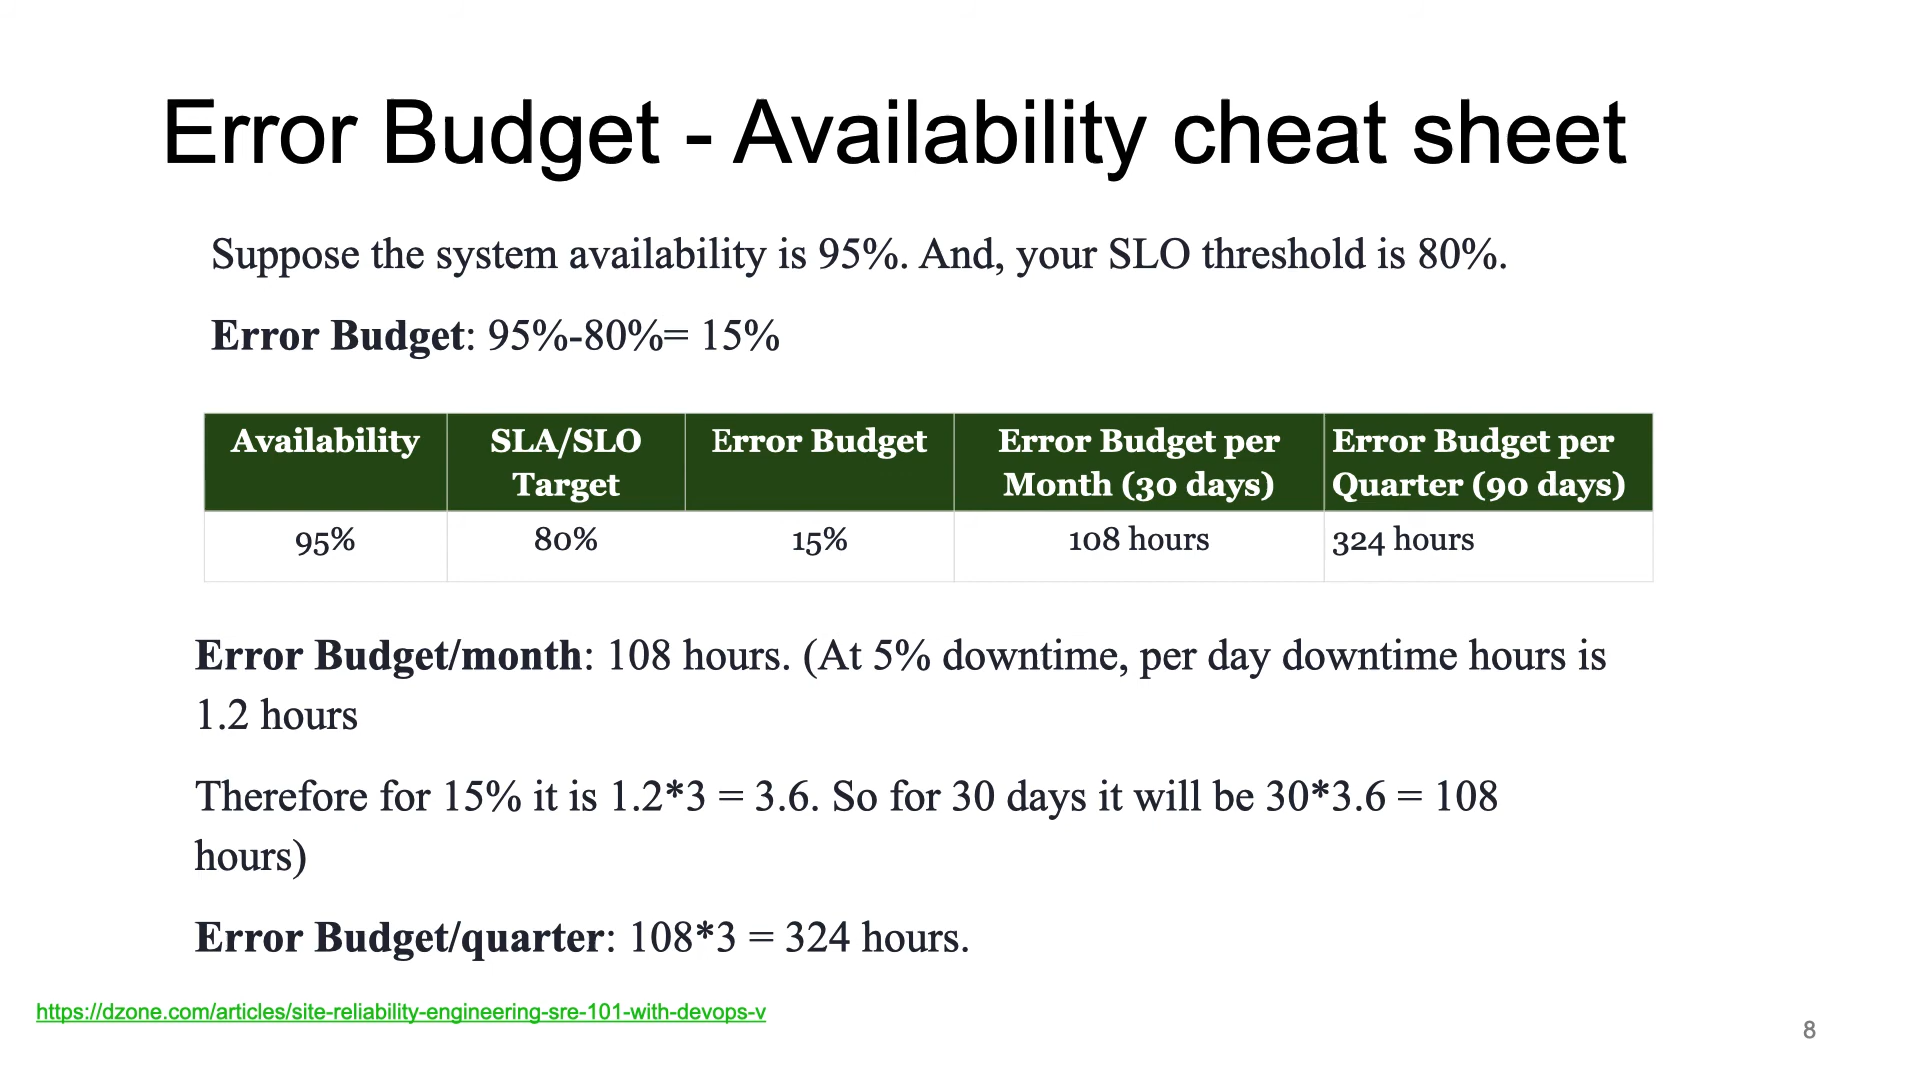 Error Budget - Availability cheat sheet
Suppose the system availability is 95%. And, your SLO threshold is 80%.
Error Budget: 95%-80%= 15%
Availability SLA/SLO Target Error Budget Error Budget per Month (30 days) Error Budget per Quarter (90 days)
95% 80% 15% 108 hours 324 hours
Error Budget/month: 108 hours. (At 5% downtime, per day downtime hours is
1.2 hours
Therefore for 15% it is 1.2*3 = 3.6. So for 30 days it will be 30*3.6 = 108
hours)
Error Budget/quarter: 108*3 = 324 hours.
https://dzone.com/articles/site-reliability-engineering-sre-101-with-devops-v
8